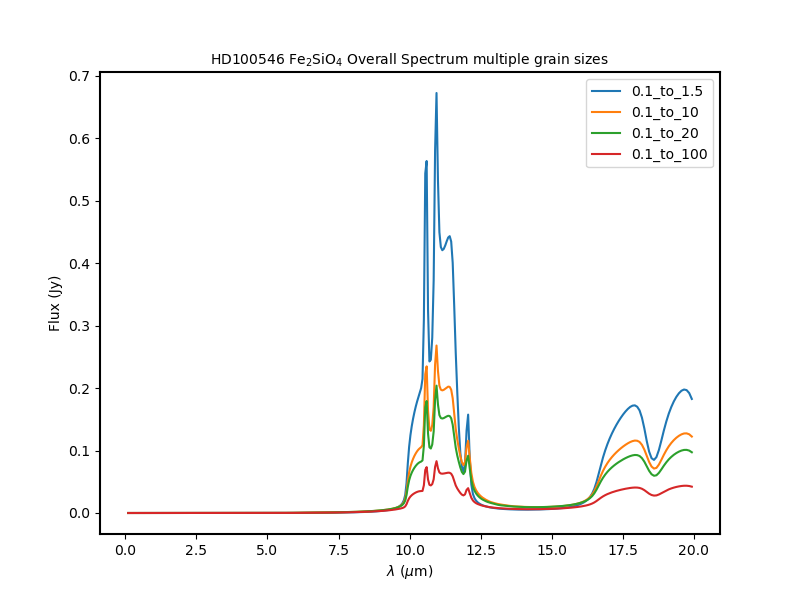 HD100546 Fe₂SiO₄ Overall Spectrum multiple grain sizes
0.7
0.6
0.5
0.4
0.3
0.2
0.1
0.0
Flux (Jy)
0.1_to_1.5
0.1_to_10
0.1_to_20
0.1_to_100
0.0 2.5 5.0 7.5 10.0 12.5 15.0 17.5 20.0
λ (μm)